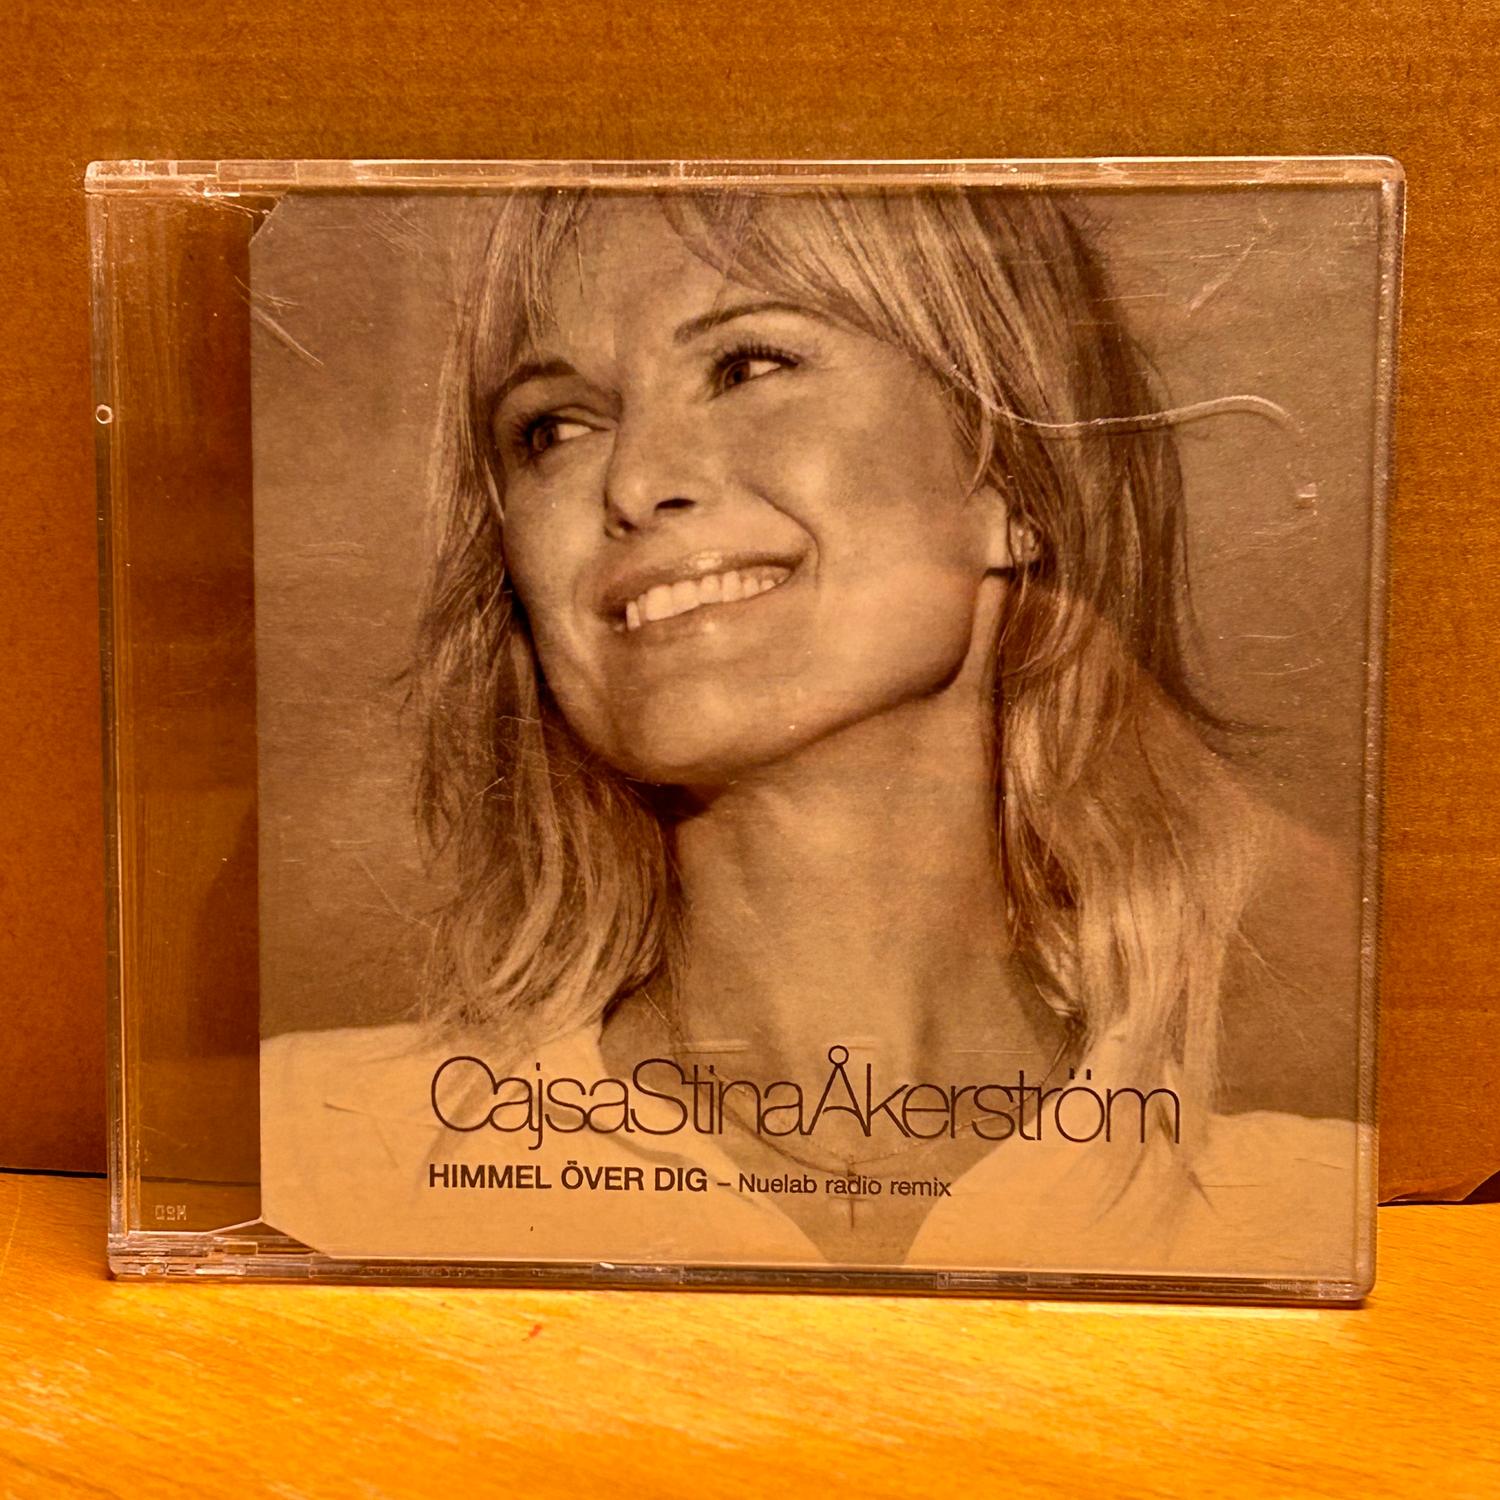 CajsaStinaÅkerström
HIMMEL ÖVER DIG – Nuelab radio remix